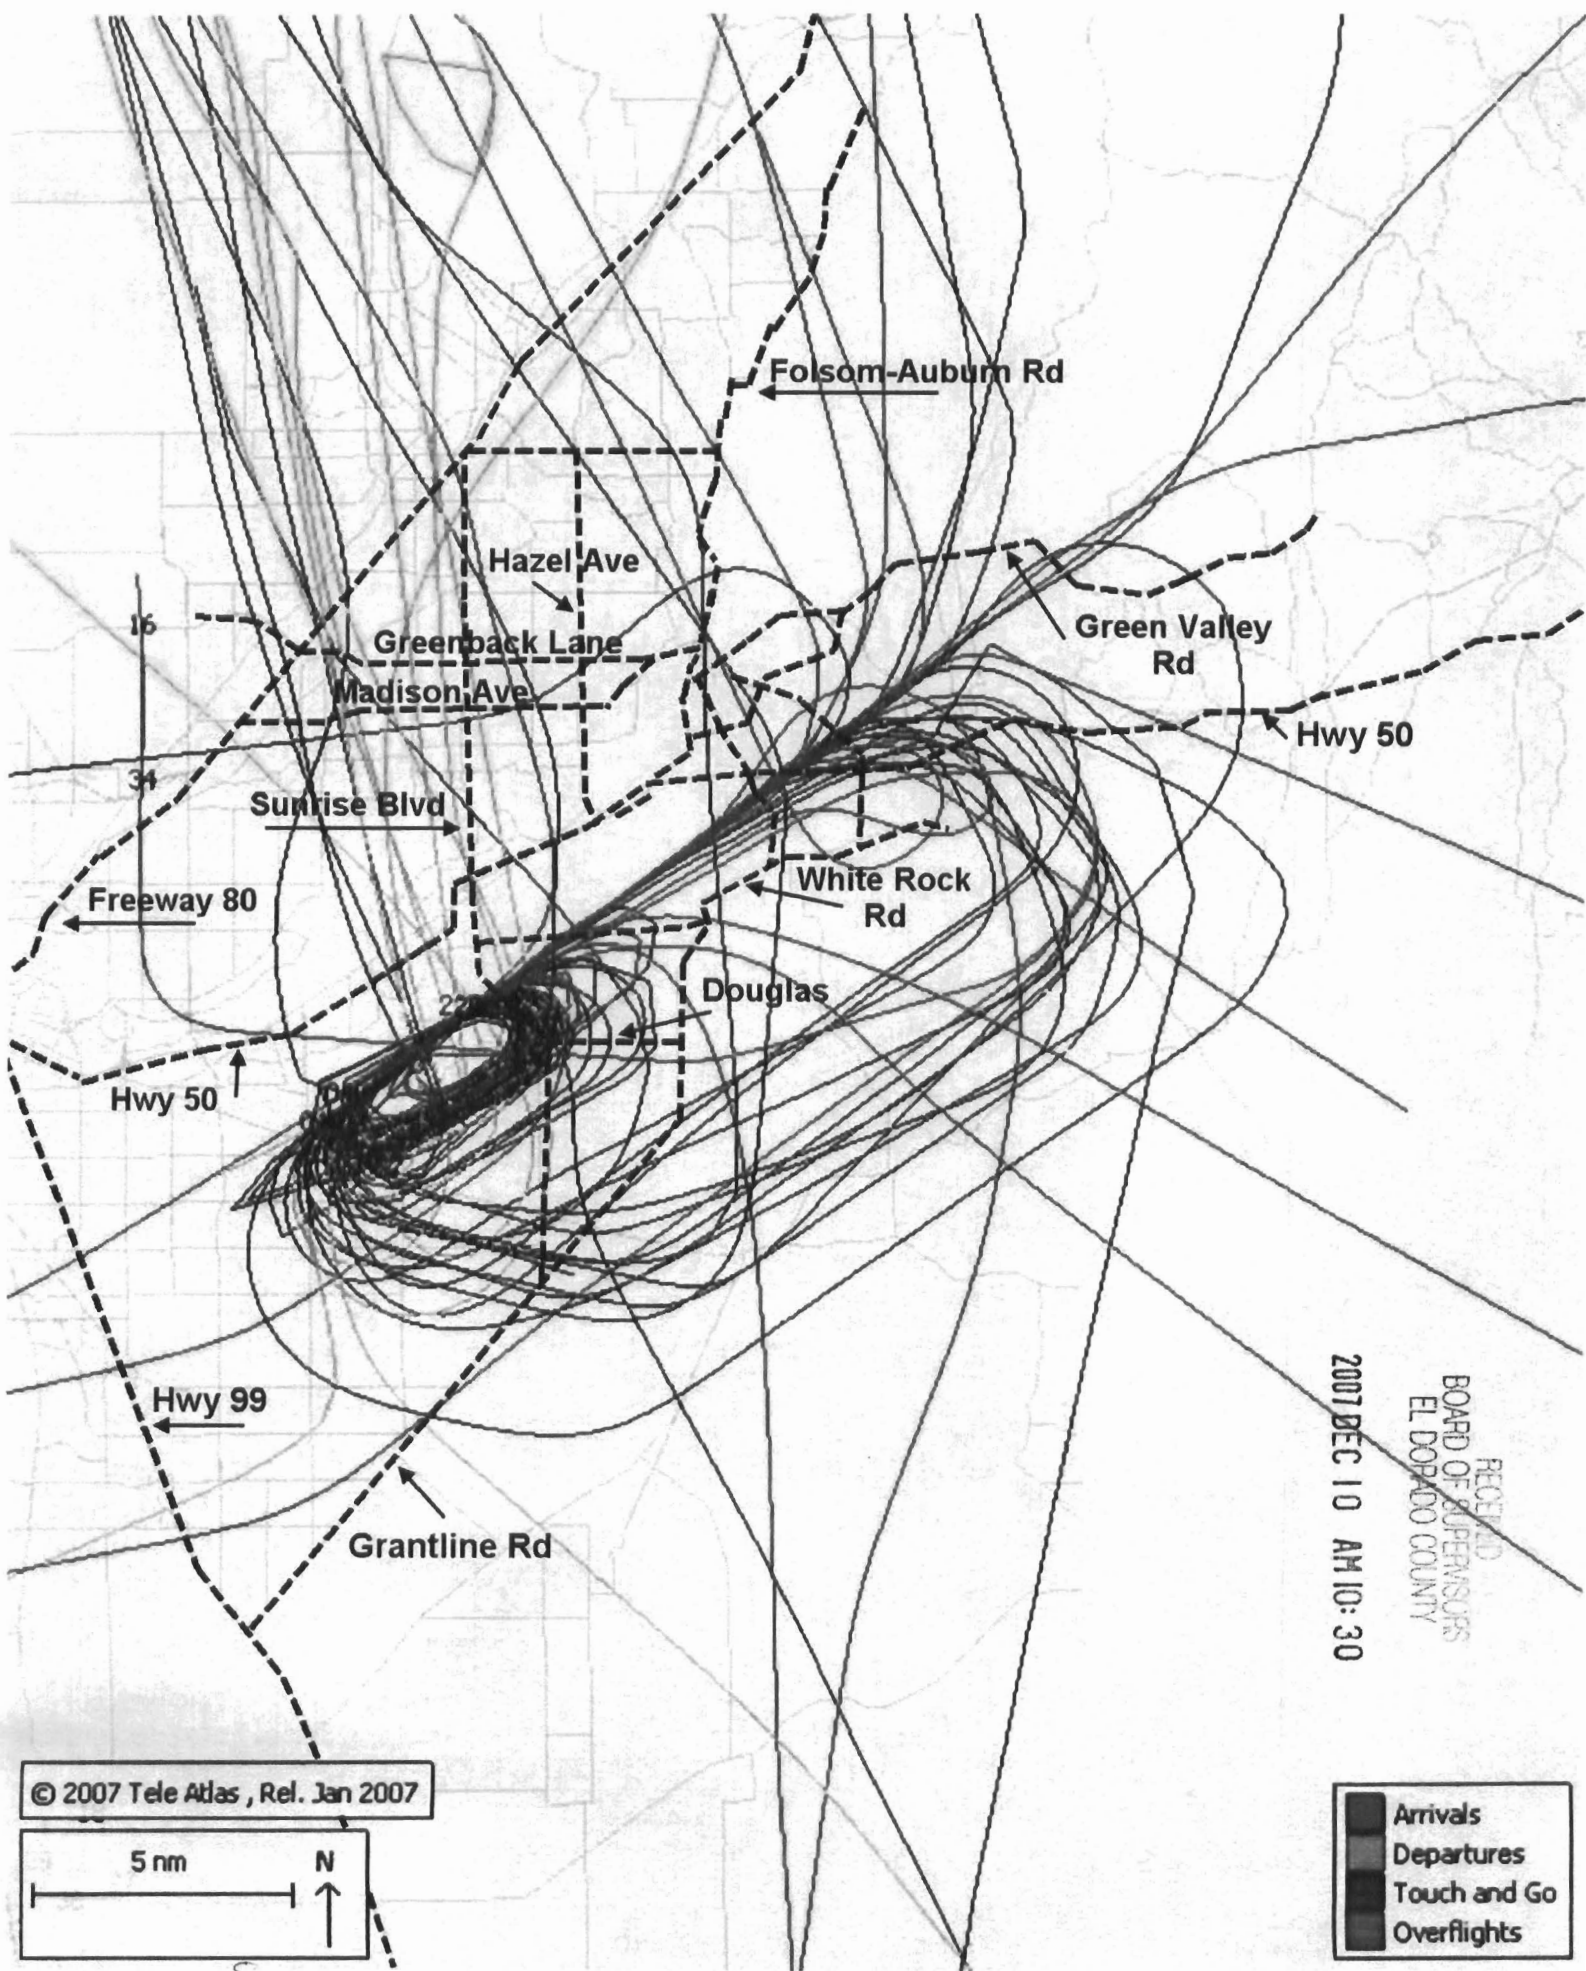 Folsom-Auburn Rd
Hazel Ave
16
Greenback Lane
Green Valley
Rd
Madison Ave
Hwy 50
34
Sunrise Blvd
White Rock
Rd
Freeway 80
Douglas
Hwy 50
Hwy 99
Grantline Rd
RECEIVED
BOARD OF SUPERVISORS
EL DORADO COUNTY
2007 DEC 10 AM 10:30
© 2007 Tele Atlas , Rel. Jan 2007
5 nm
N
Arrivals
Departures
Touch and Go
Overflights